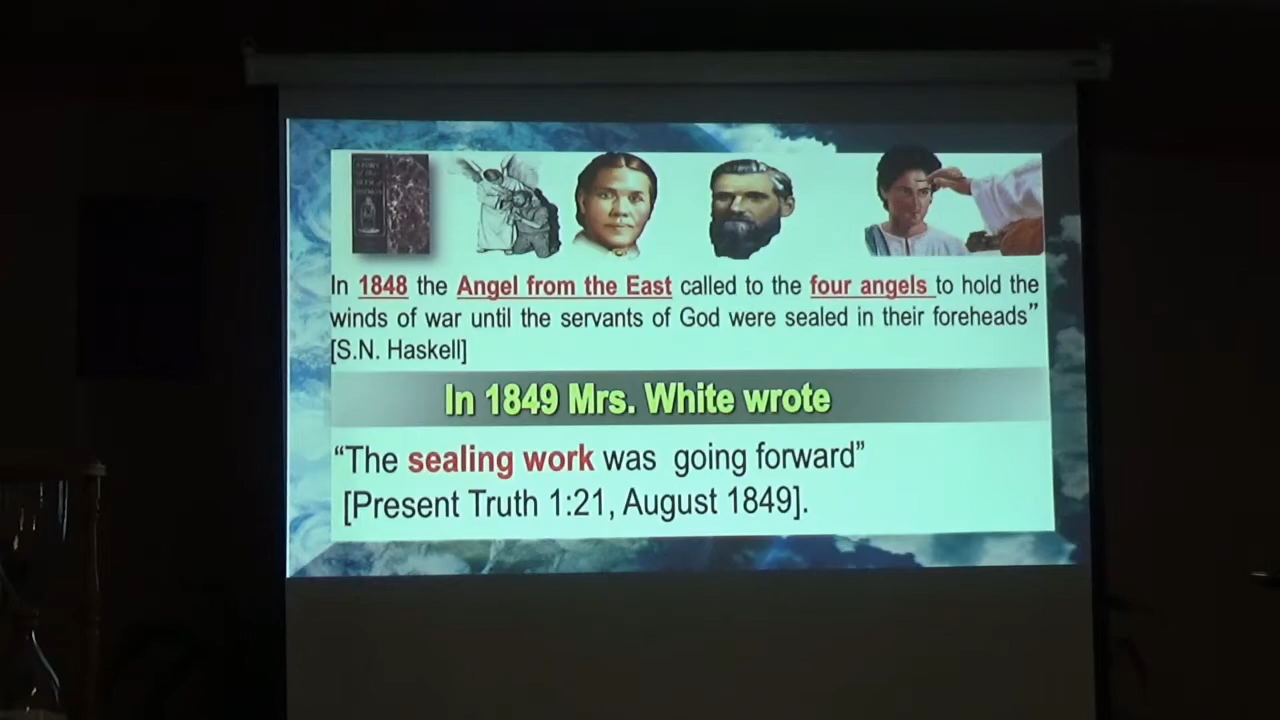 In 1848 the Angel from the East called to the four angels to hold the
winds of war until the servants of God were sealed in their foreheads”
[S.N. Haskell]
In 1849 Mrs. White wrote
“The sealing work was going forward”
[Present Truth 1:21, August 1849].